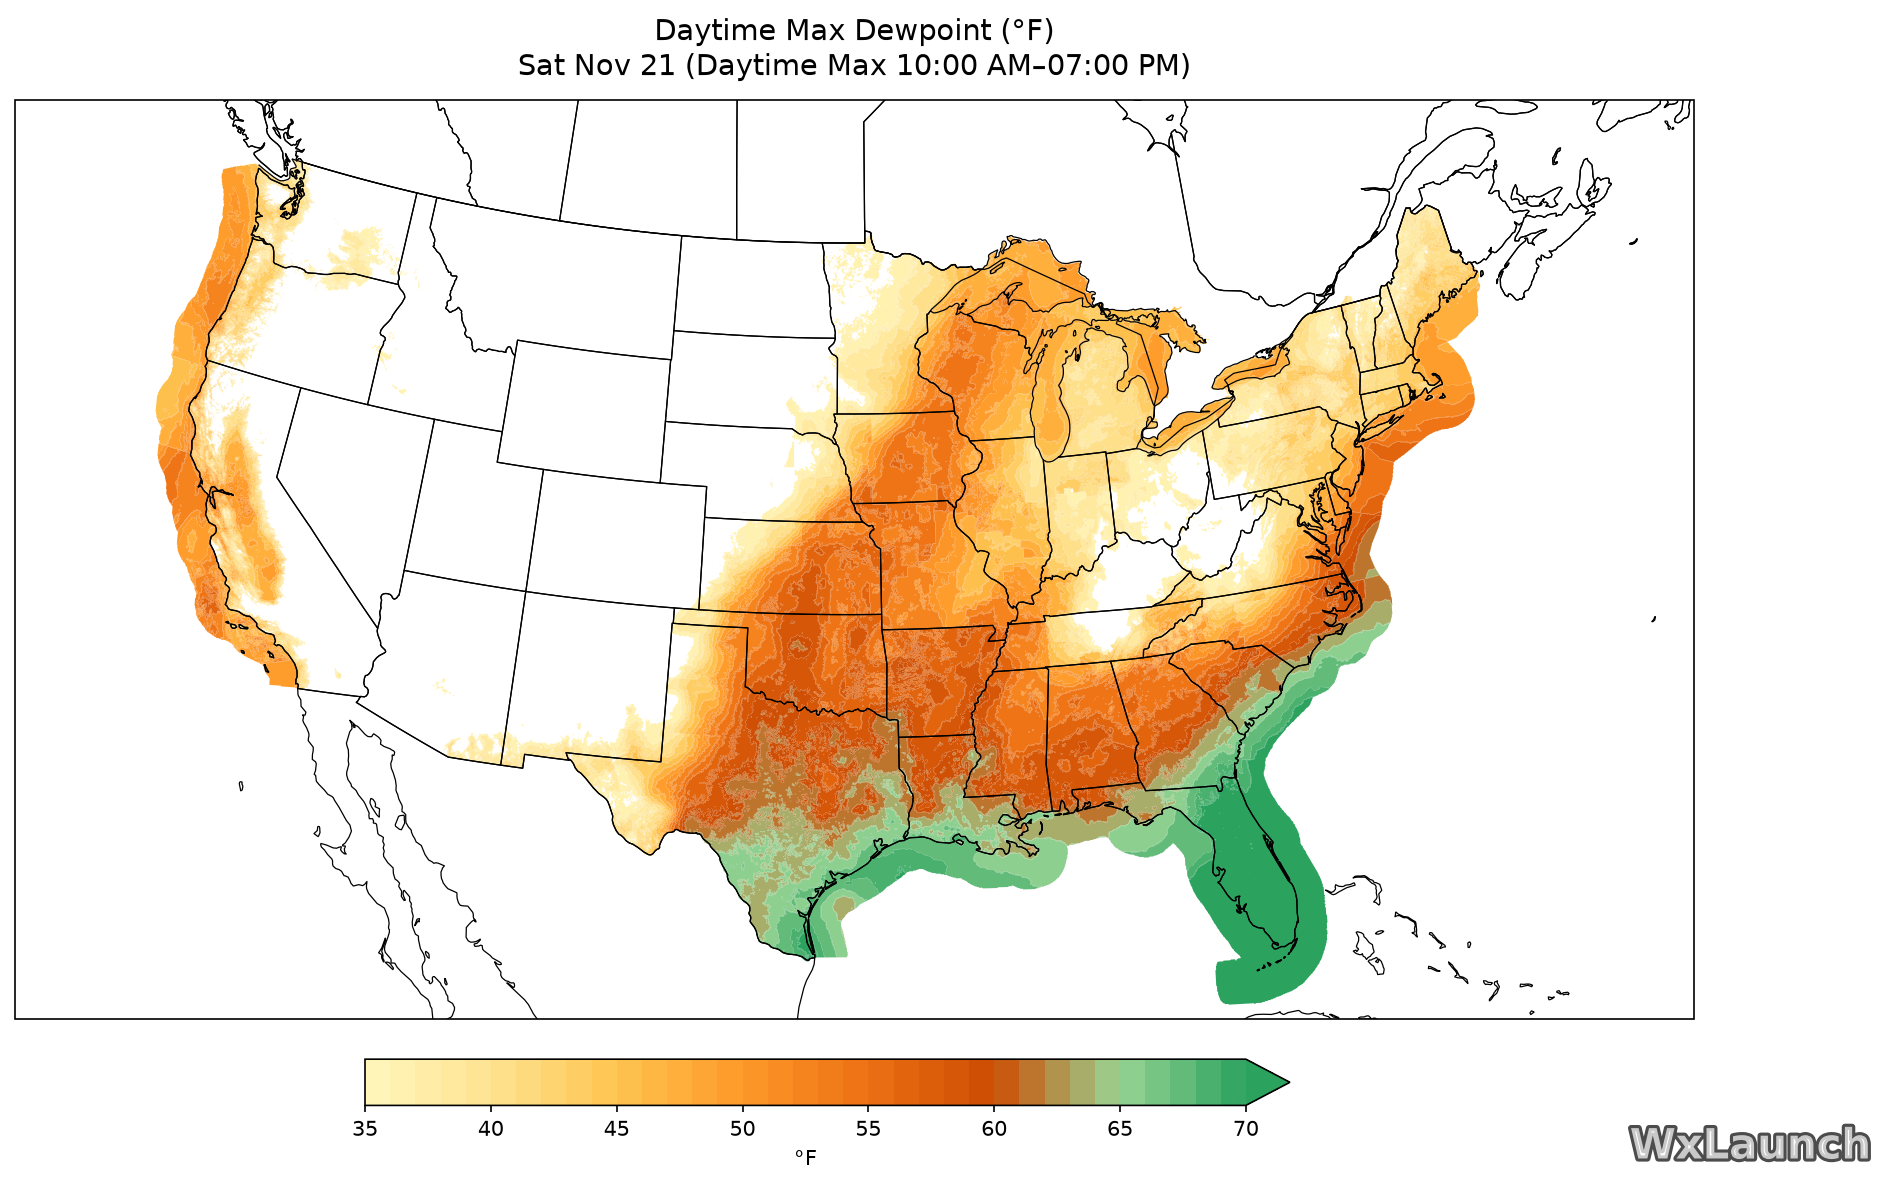 Daytime Max Dewpoint (°F)
Sat Nov 21 (Daytime Max 10:00 AM–07:00 PM)
35 40 45 50 55 60 65 70
°F
WxLaunch